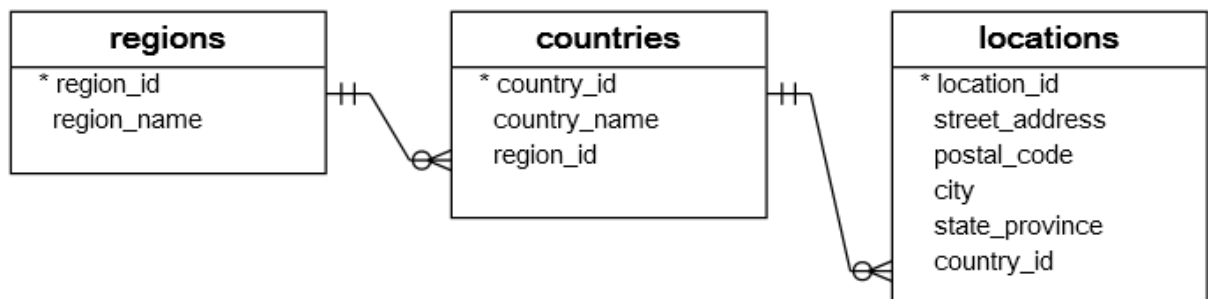 regions
* region_id
region_name
countries
* country_id
country_name
region_id
locations
* location_id
street_address
postal_code
city
state_province
country_id